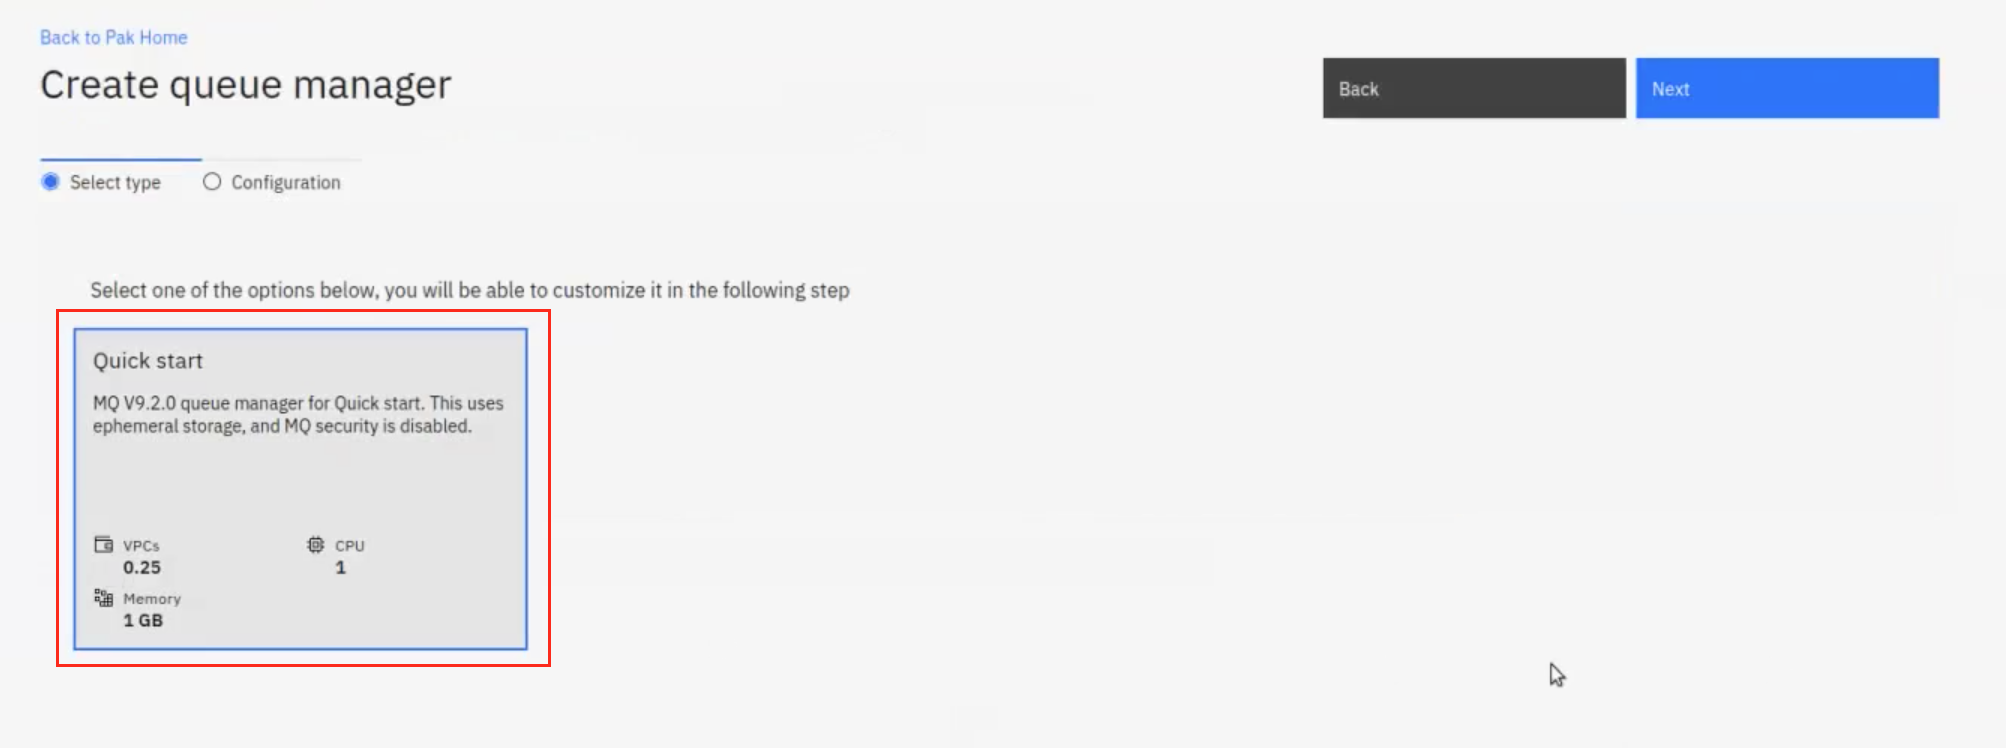 Back to Pak Home
Create queue manager
Back
Next
Select type
Configuration
Select one of the options below, you will be able to customize it in the following step
Quick start
MQ V9.2.0 queue manager for Quick start. This uses
ephemeral storage, and MQ security is disabled.
VPCs
0.25
CPU
1
Memory
1 GB